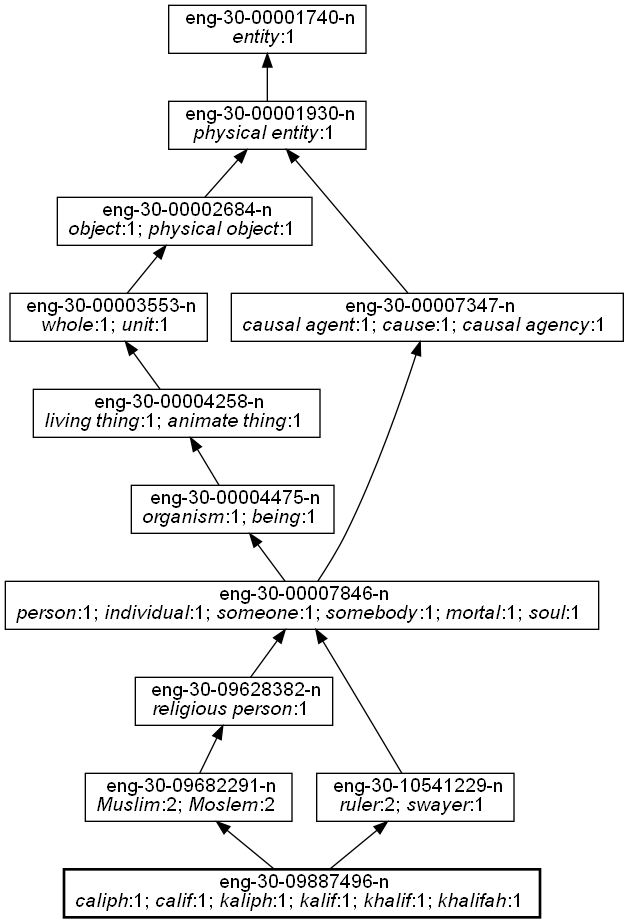 eng-30-00001740-n
entity:1
eng-30-00001930-n
physical entity:1
eng-30-00002684-n
object:1; physical object:1
eng-30-00003553-n
whole:1; unit:1
eng-30-00007347-n
causal agent:1; cause:1; causal agency:1
eng-30-00004258-n
living thing:1; animate thing:1
eng-30-00004475-n
organism:1; being:1
eng-30-00007846-n
person:1; individual:1; someone:1; somebody:1; mortal:1; soul:1
eng-30-09628382-n
religious person:1
eng-30-09682291-n
Muslim:2; Moslem:2
eng-30-10541229-n
ruler:2; swayer:1
eng-30-09887496-n
caliph:1; calif:1; kaliph:1; kalif:1; khalif:1; khalifah:1